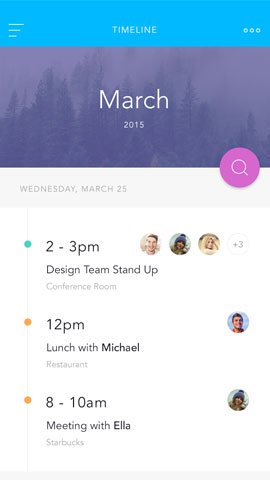 TIMELINE
March
2015
WEDNESDAY, MARCH 25
2 - 3pm
+3
Design Team Stand Up
Conference Room
12pm
Lunch with Michael
Restaurant
8 - 10am
Meeting with Ella
Starbucks